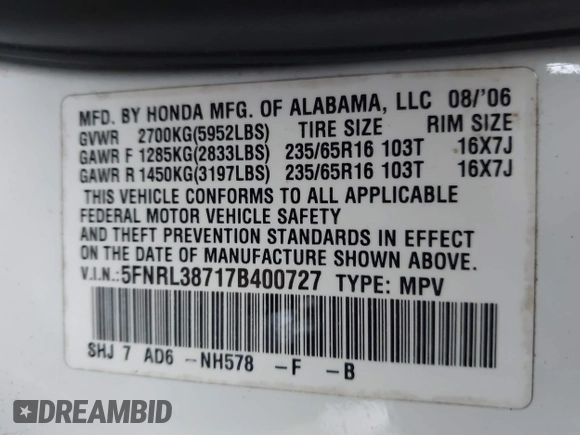 MFD. BY HONDA MFG. OF ALABAMA, LLC 08/'06
GVWR 2700KG(5952LBS) TIRE SIZE RIM SIZE
GAWR F 1285KG(2833LBS) 235/65R16 103T 16X7J
GAWR R 1450KG(3197LBS) 235/65R16 103T 16X7J
THIS VEHICLE CONFORMS TO ALL APPLICABLE
FEDERAL MOTOR VEHICLE SAFETY
AND THEFT PREVENTION STANDARDS IN EFFECT
ON THE DATE OF MANUFACTURE SHOWN ABOVE.
V.I.N.:5FNRL38717B400727 TYPE: MPV
SHJ 7 AD6 -NH578 -F -B
DREAMBID